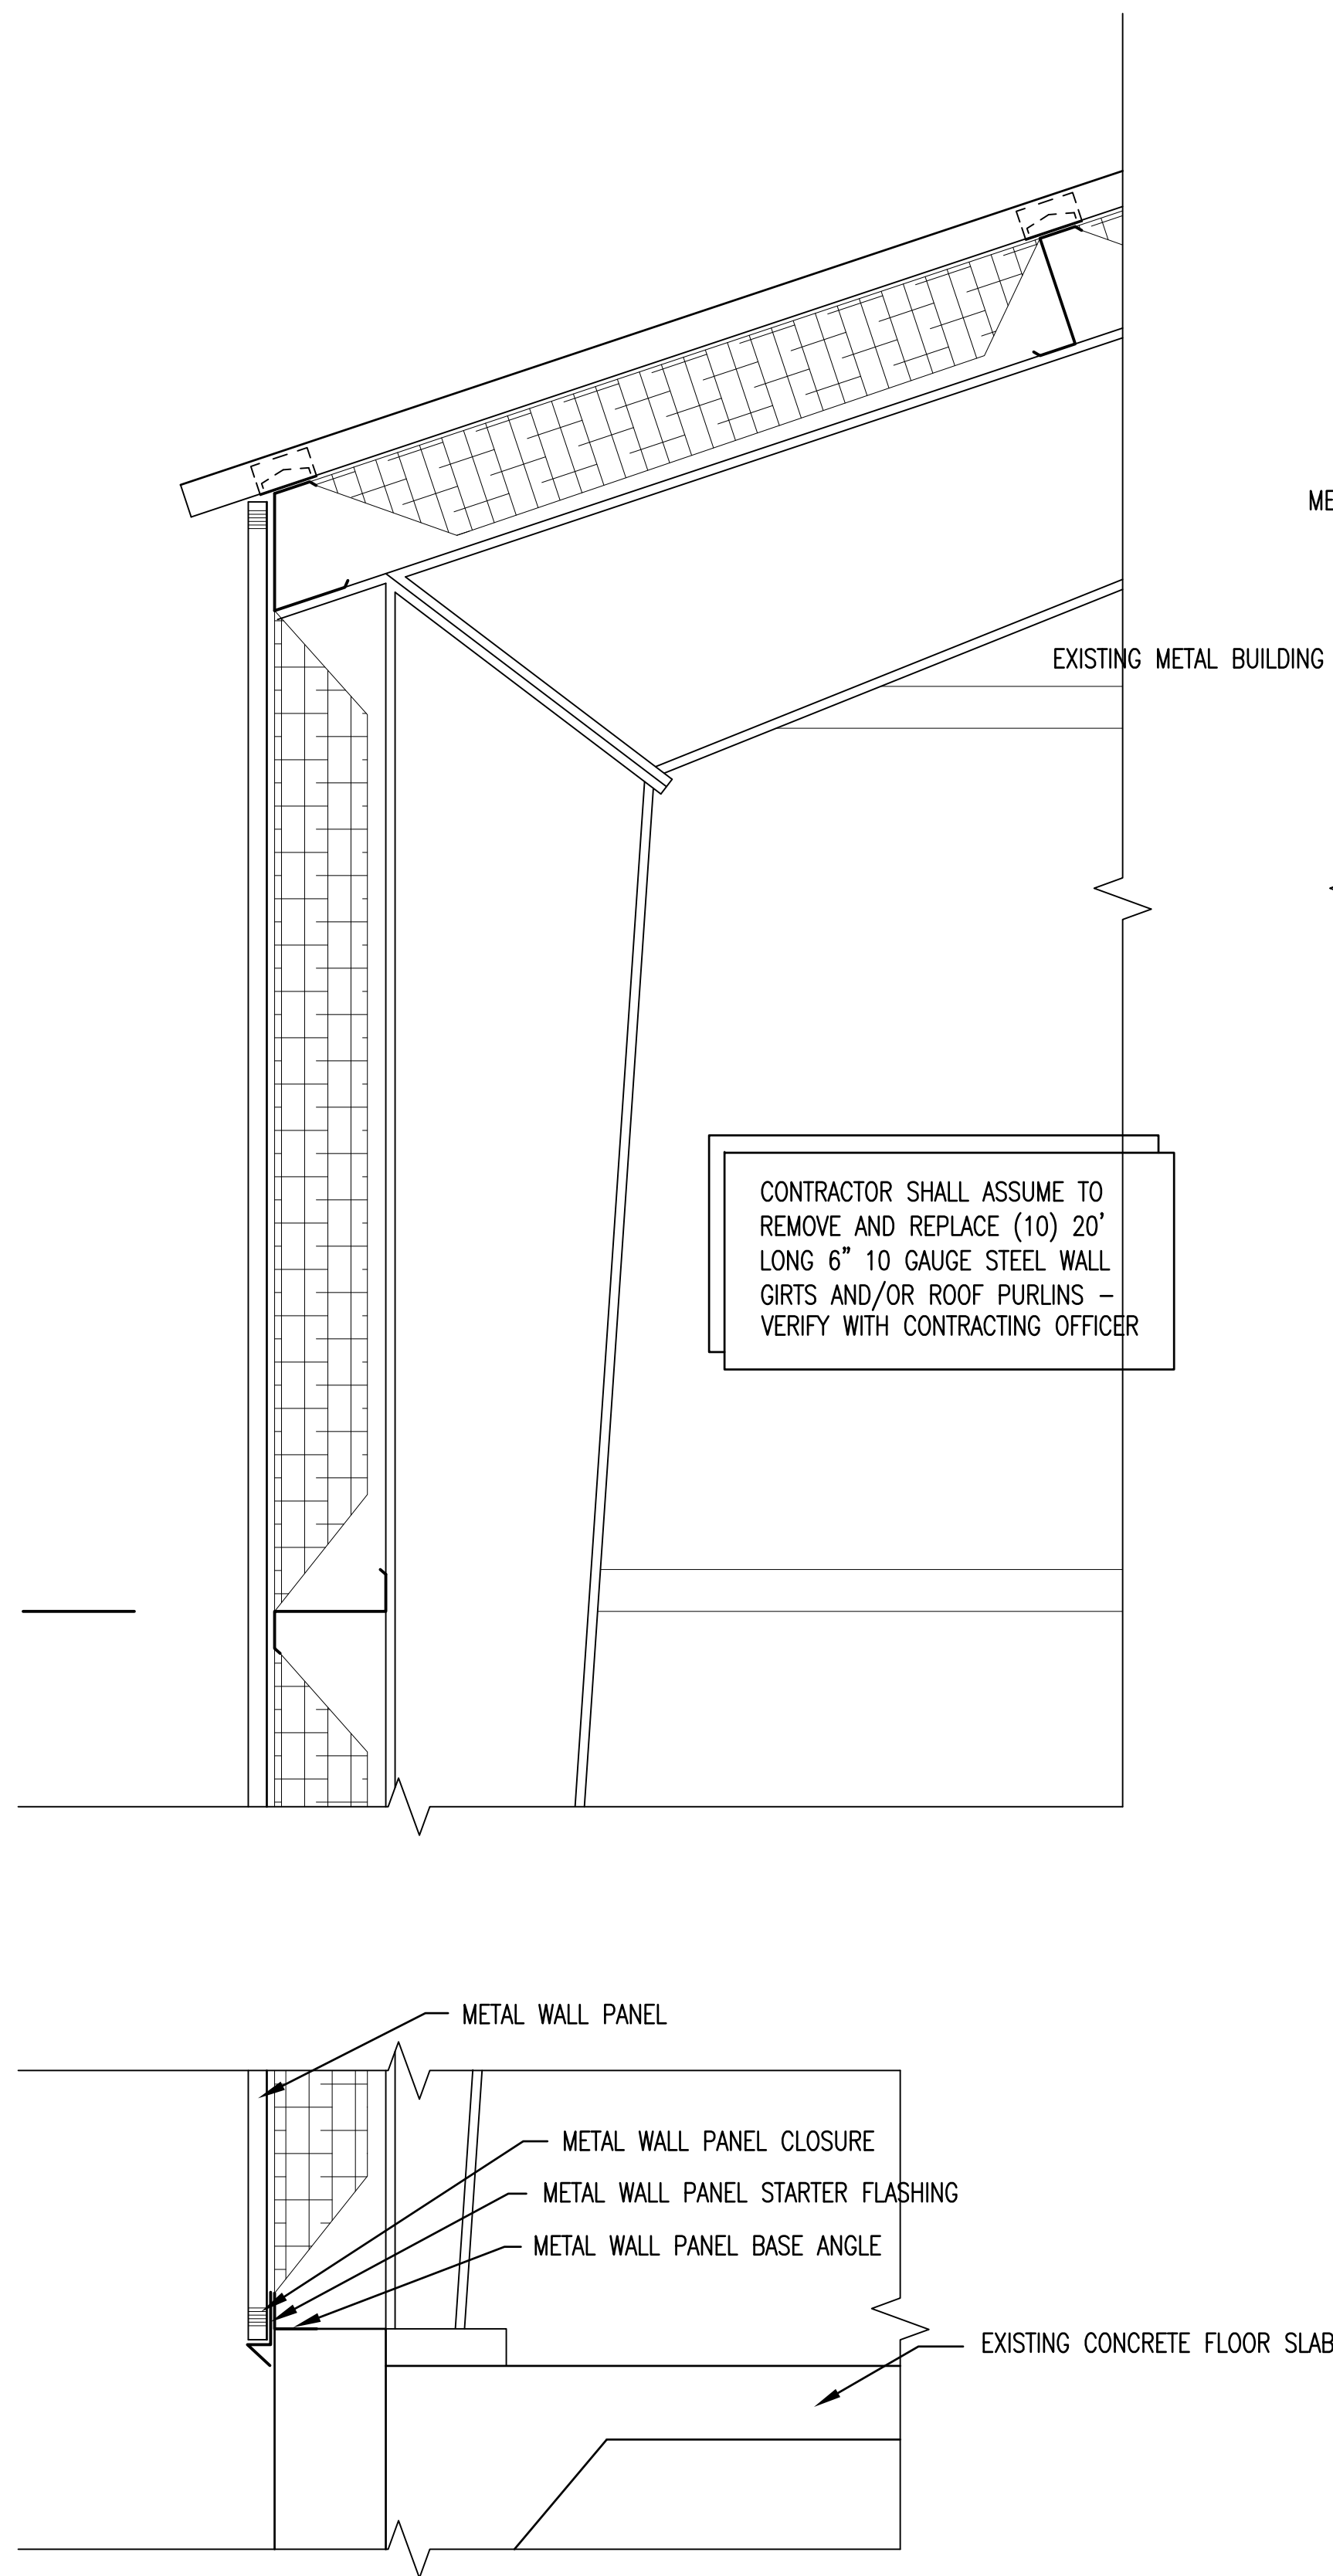 ME
EXISTING METAL BUILDING
CONTRACTOR SHALL ASSUME TO
REMOVE AND REPLACE (10) 20'
LONG 6" 10 GAUGE STEEL WALL
GIRTS AND/OR ROOF PURLINS –
VERIFY WITH CONTRACTING OFFICER
METAL WALL PANEL
METAL WALL PANEL CLOSURE
METAL WALL PANEL STARTER FLASHING
METAL WALL PANEL BASE ANGLE
EXISTING CONCRETE FLOOR SLAB